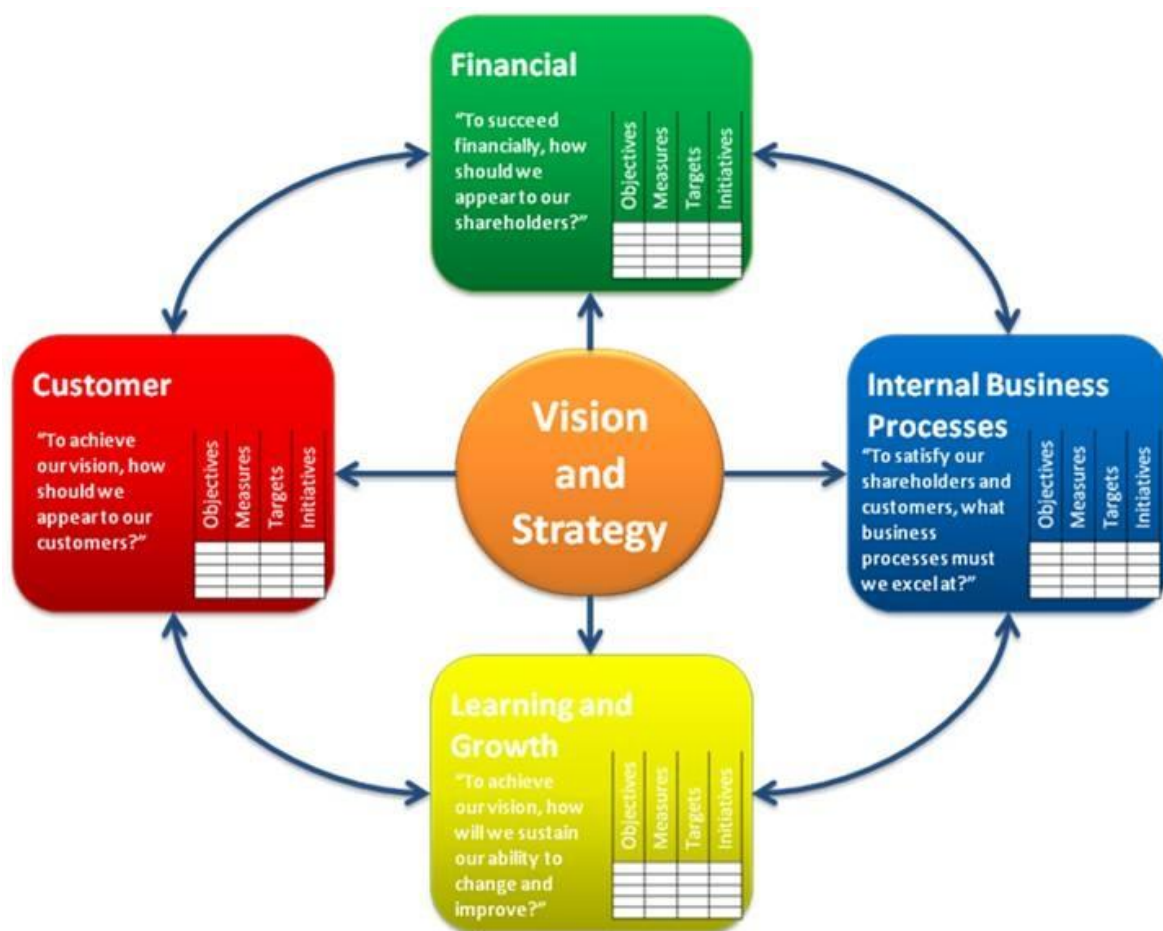 Financial
“To succeed
financially, how
should we
appear to our
shareholders?”
Objectives
Measures
Targets
Initiatives
Customer
“To achieve
our vision, how
should we
appear to our
customers?”
Objectives
Measures
Targets
Initiatives
Vision
and
Strategy
Internal Business
Processes
“To satisfy our
shareholders and
customers, what
business
processes must
we excel at?”
Objectives
Measures
Targets
Initiatives
Learning and
Growth
“To achieve
our vision, how
will we sustain
our ability to
change and
improve?”
Objectives
Measures
Targets
Initiatives